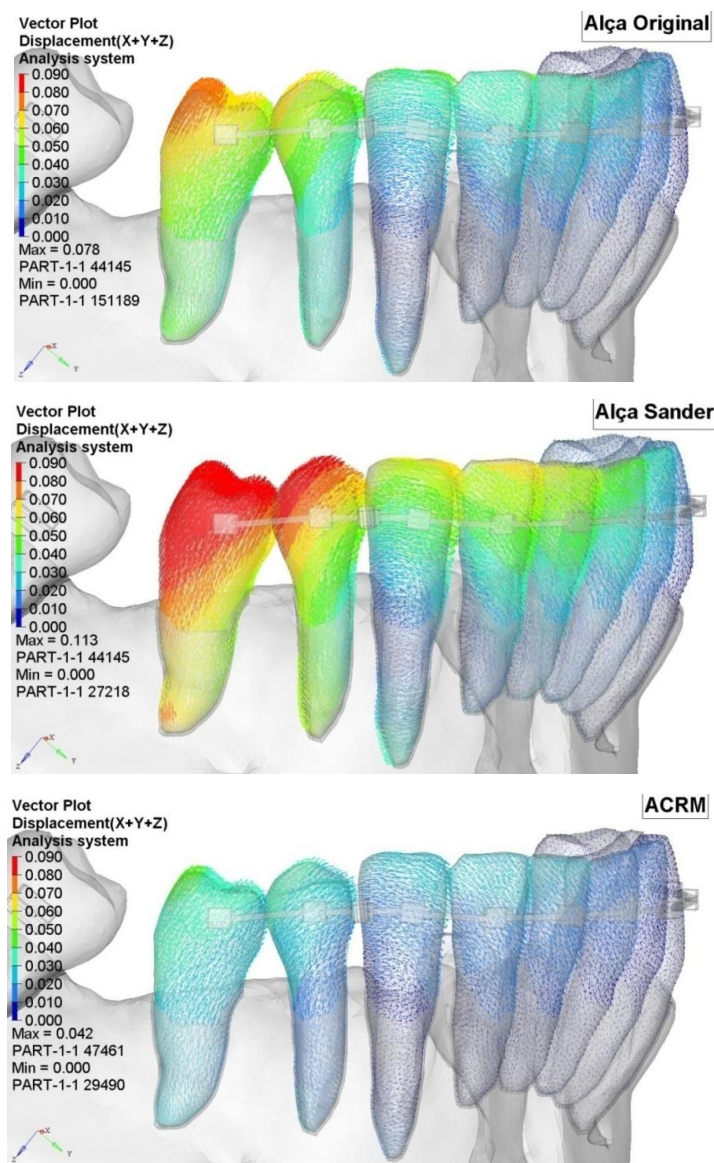 Vector Plot
Displacement(X+Y+Z)
Analysis system
0.090
0.080
0.070
0.060
0.050
0.040
0.030
0.020
0.010
0.000
Max = 0.078
PART-1-1 44145
Min = 0.000
PART-1-1 151189
X
Z
Y
Alça Original
Vector Plot
Displacement(X+Y+Z)
Analysis system
0.090
0.080
0.070
0.060
0.050
0.040
0.030
0.020
0.010
0.000
Max = 0.113
PART-1-1 44145
Min = 0.000
PART-1-1 27218
X
Z
Y
Alça Sander
Vector Plot
Displacement(X+Y+Z)
Analysis system
0.090
0.080
0.070
0.060
0.050
0.040
0.030
0.020
0.010
0.000
Max = 0.042
PART-1-1 47461
Min = 0.000
PART-1-1 29490
X
Z
Y
ACRM